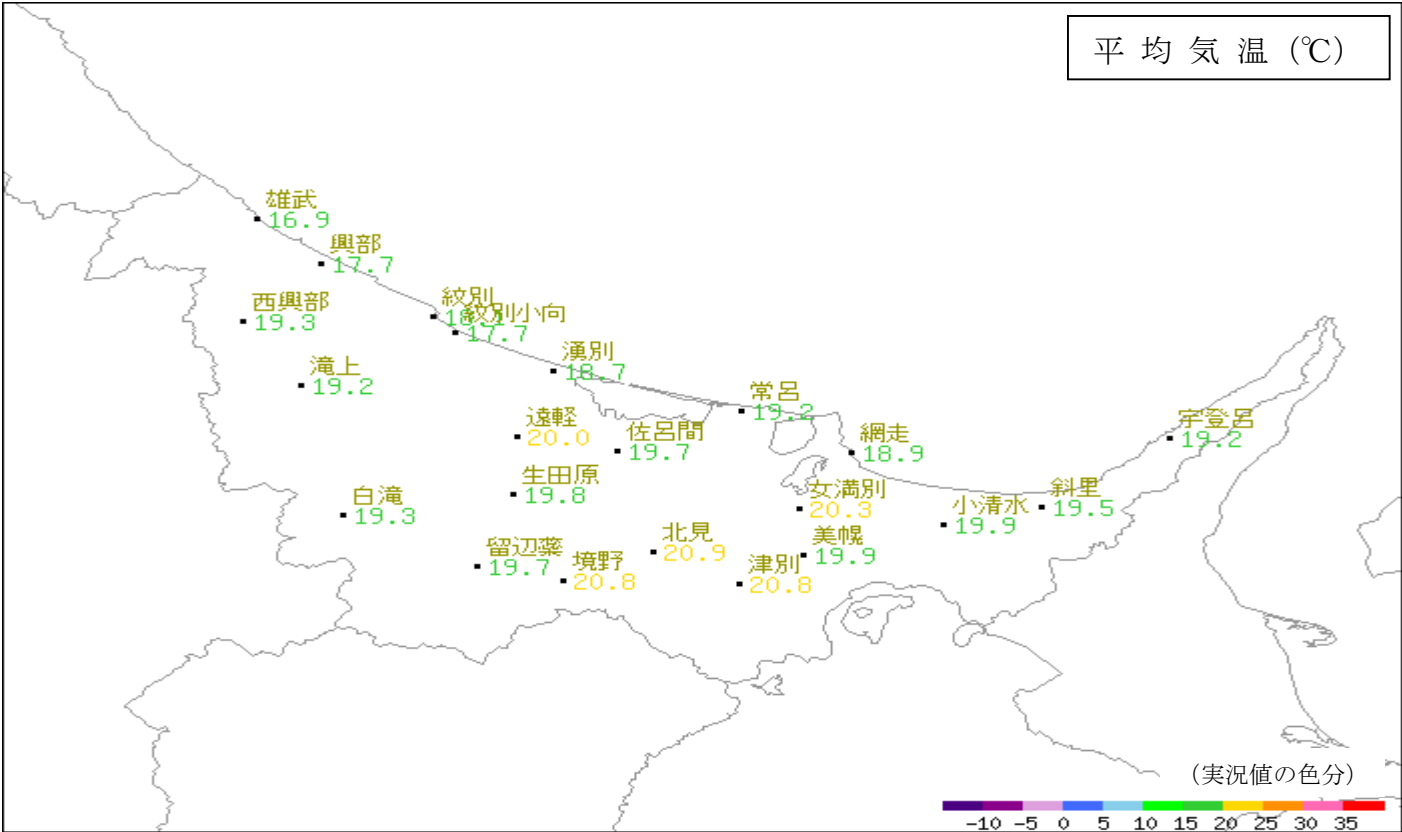 平均気温(℃)
雄武
16.9
興部
17.7
西興部
19.3
紋別
紋別小向
17.7
滝上
19.2
湧別
18.7
常呂
19.2
遠軽
20.0
佐呂間
19.7
網走
18.9
宇登呂
19.2
生田原
19.8
白滝
19.3
女満別
20.3
小清水
19.9
斜里
19.5
留辺蘂
19.7
境野
20.8
北見
20.9
美幌
19.9
津別
20.8
(実況値の色分)
-10 -5 0 5 10 15 20 25 30 35